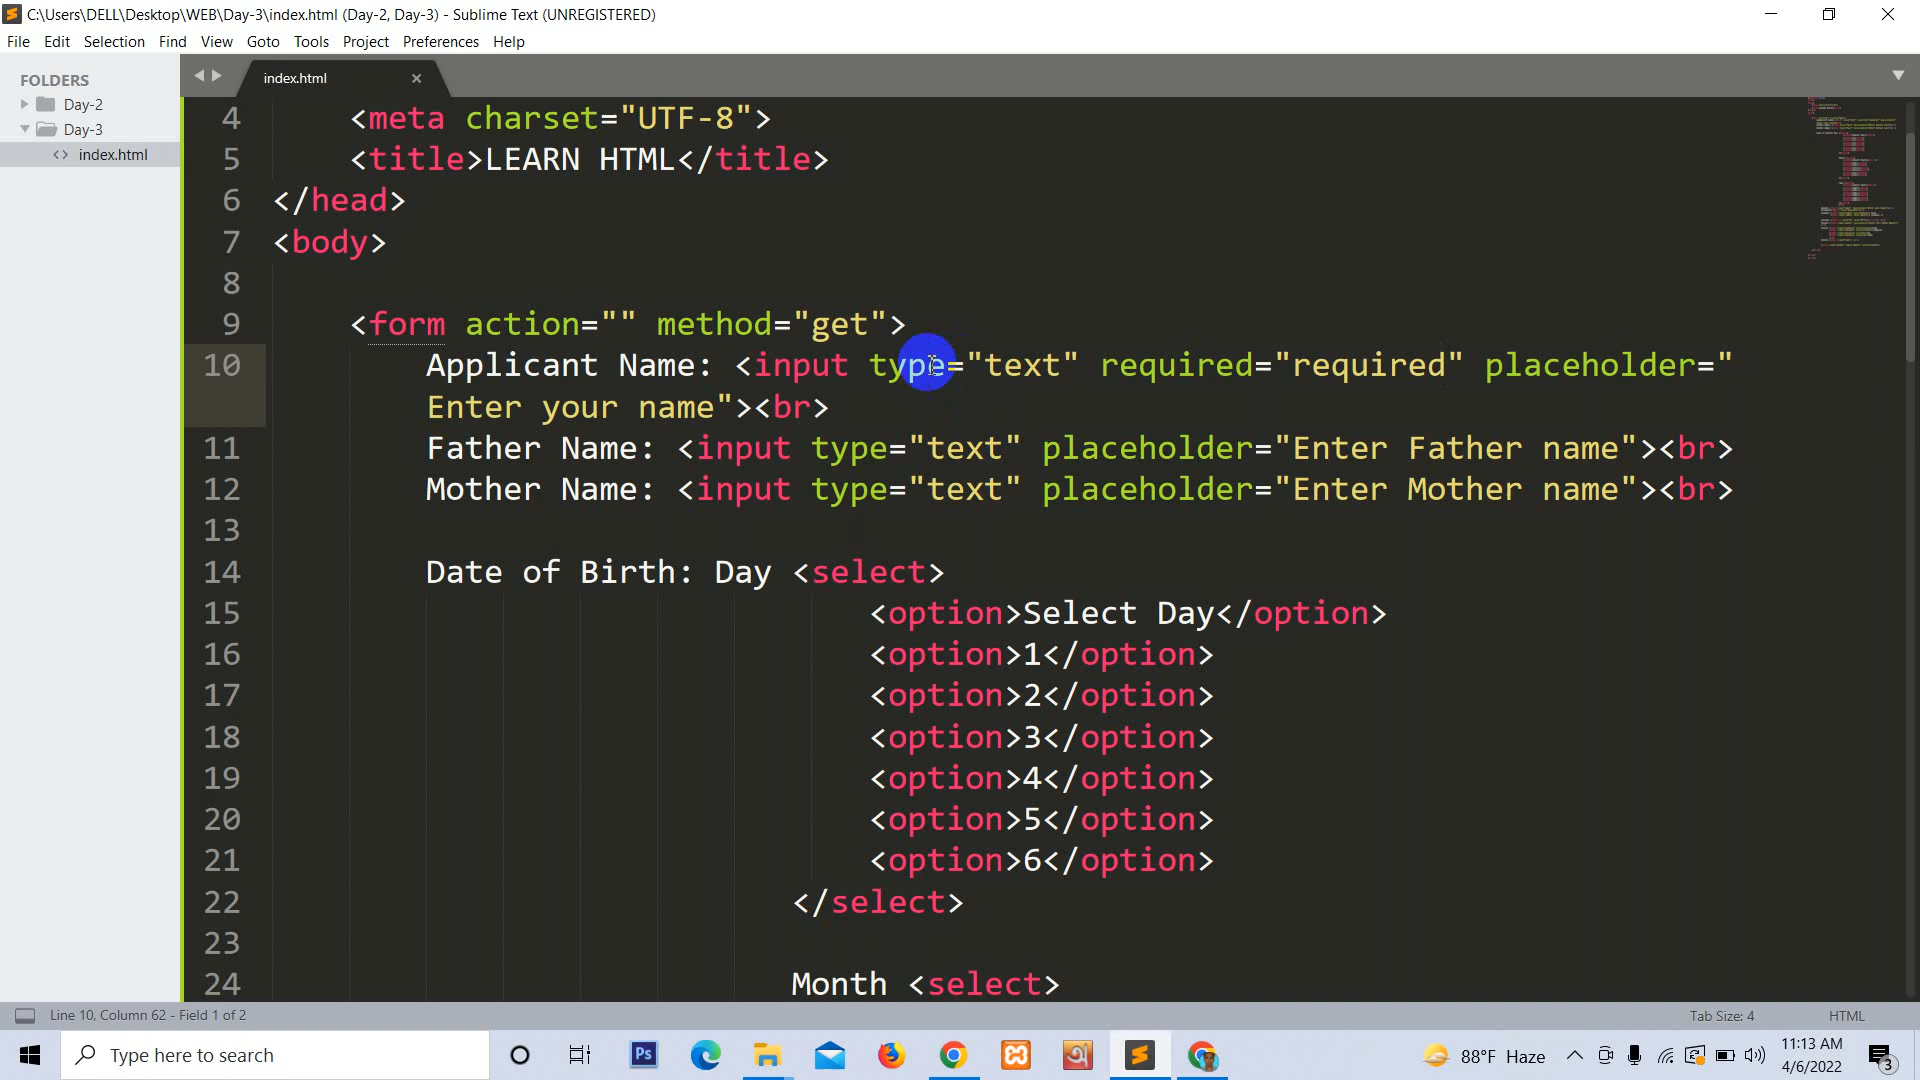 C:\Users\DELL\Desktop\WEB\Day-3\index.html (Day-2, Day-3) - Sublime Text (UNREGISTERED)
File Edit Selection Find View Goto Tools Project Preferences Help
FOLDERS
Day-2
Day-3
<> index.html
index.html
4 <meta charset="UTF-8">
5 <title>LEARN HTML</title>
6 </head>
7 <body>
8
9 <form action="" method="get">
10 Applicant Name: <input type="text" required="required" placeholder="
Enter your name"><br>
11 Father Name: <input type="text" placeholder="Enter Father name"><br>
12 Mother Name: <input type="text" placeholder="Enter Mother name"><br>
13
14 Date of Birth: Day <select>
15 <option>Select Day</option>
16 <option>1</option>
17 <option>2</option>
18 <option>3</option>
19 <option>4</option>
20 <option>5</option>
21 <option>6</option>
22 </select>
23
24 Month <select>
Line 10, Column 62 - Field 1 of 2
Tab Size: 4 HTML
Type here to search
Ps
88°F Haze
11:13 AM
4/6/2022
3